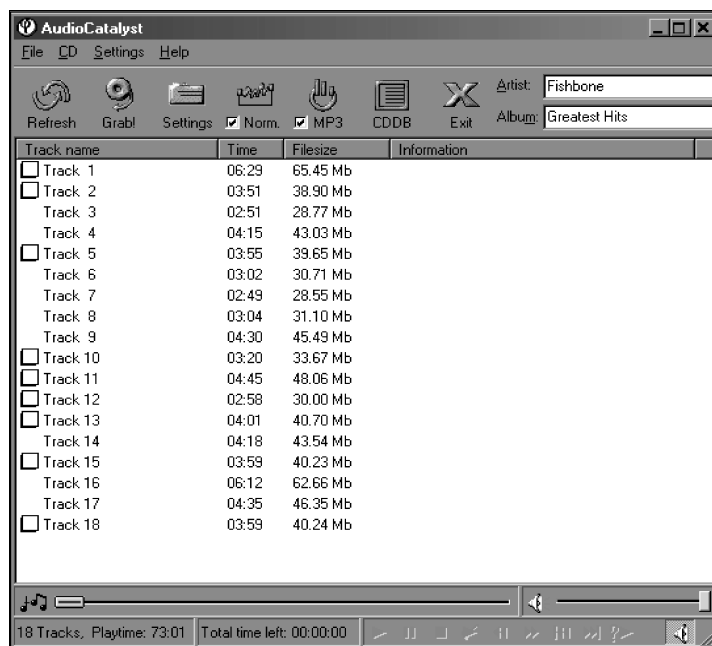 AudioCatalyst
File CD Settings Help
Refresh Grab! Settings Norm. MP3 CDDB Exit
Artist: Fishbone
Album: Greatest Hits
Track name Time Filesize Information
Track 1 06:29 65.45 Mb
Track 2 03:51 38.90 Mb
Track 3 02:51 28.77 Mb
Track 4 04:15 43.03 Mb
Track 5 03:55 39.65 Mb
Track 6 03:02 30.71 Mb
Track 7 02:49 28.55 Mb
Track 8 03:04 31.10 Mb
Track 9 04:30 45.49 Mb
Track 10 03:20 33.67 Mb
Track 11 04:45 48.06 Mb
Track 12 02:58 30.00 Mb
Track 13 04:01 40.70 Mb
Track 14 04:18 43.54 Mb
Track 15 03:59 40.23 Mb
Track 16 06:12 62.66 Mb
Track 17 04:35 46.35 Mb
Track 18 03:59 40.24 Mb
18 Tracks, Playtime: 73:01 Total time left: 00:00:00